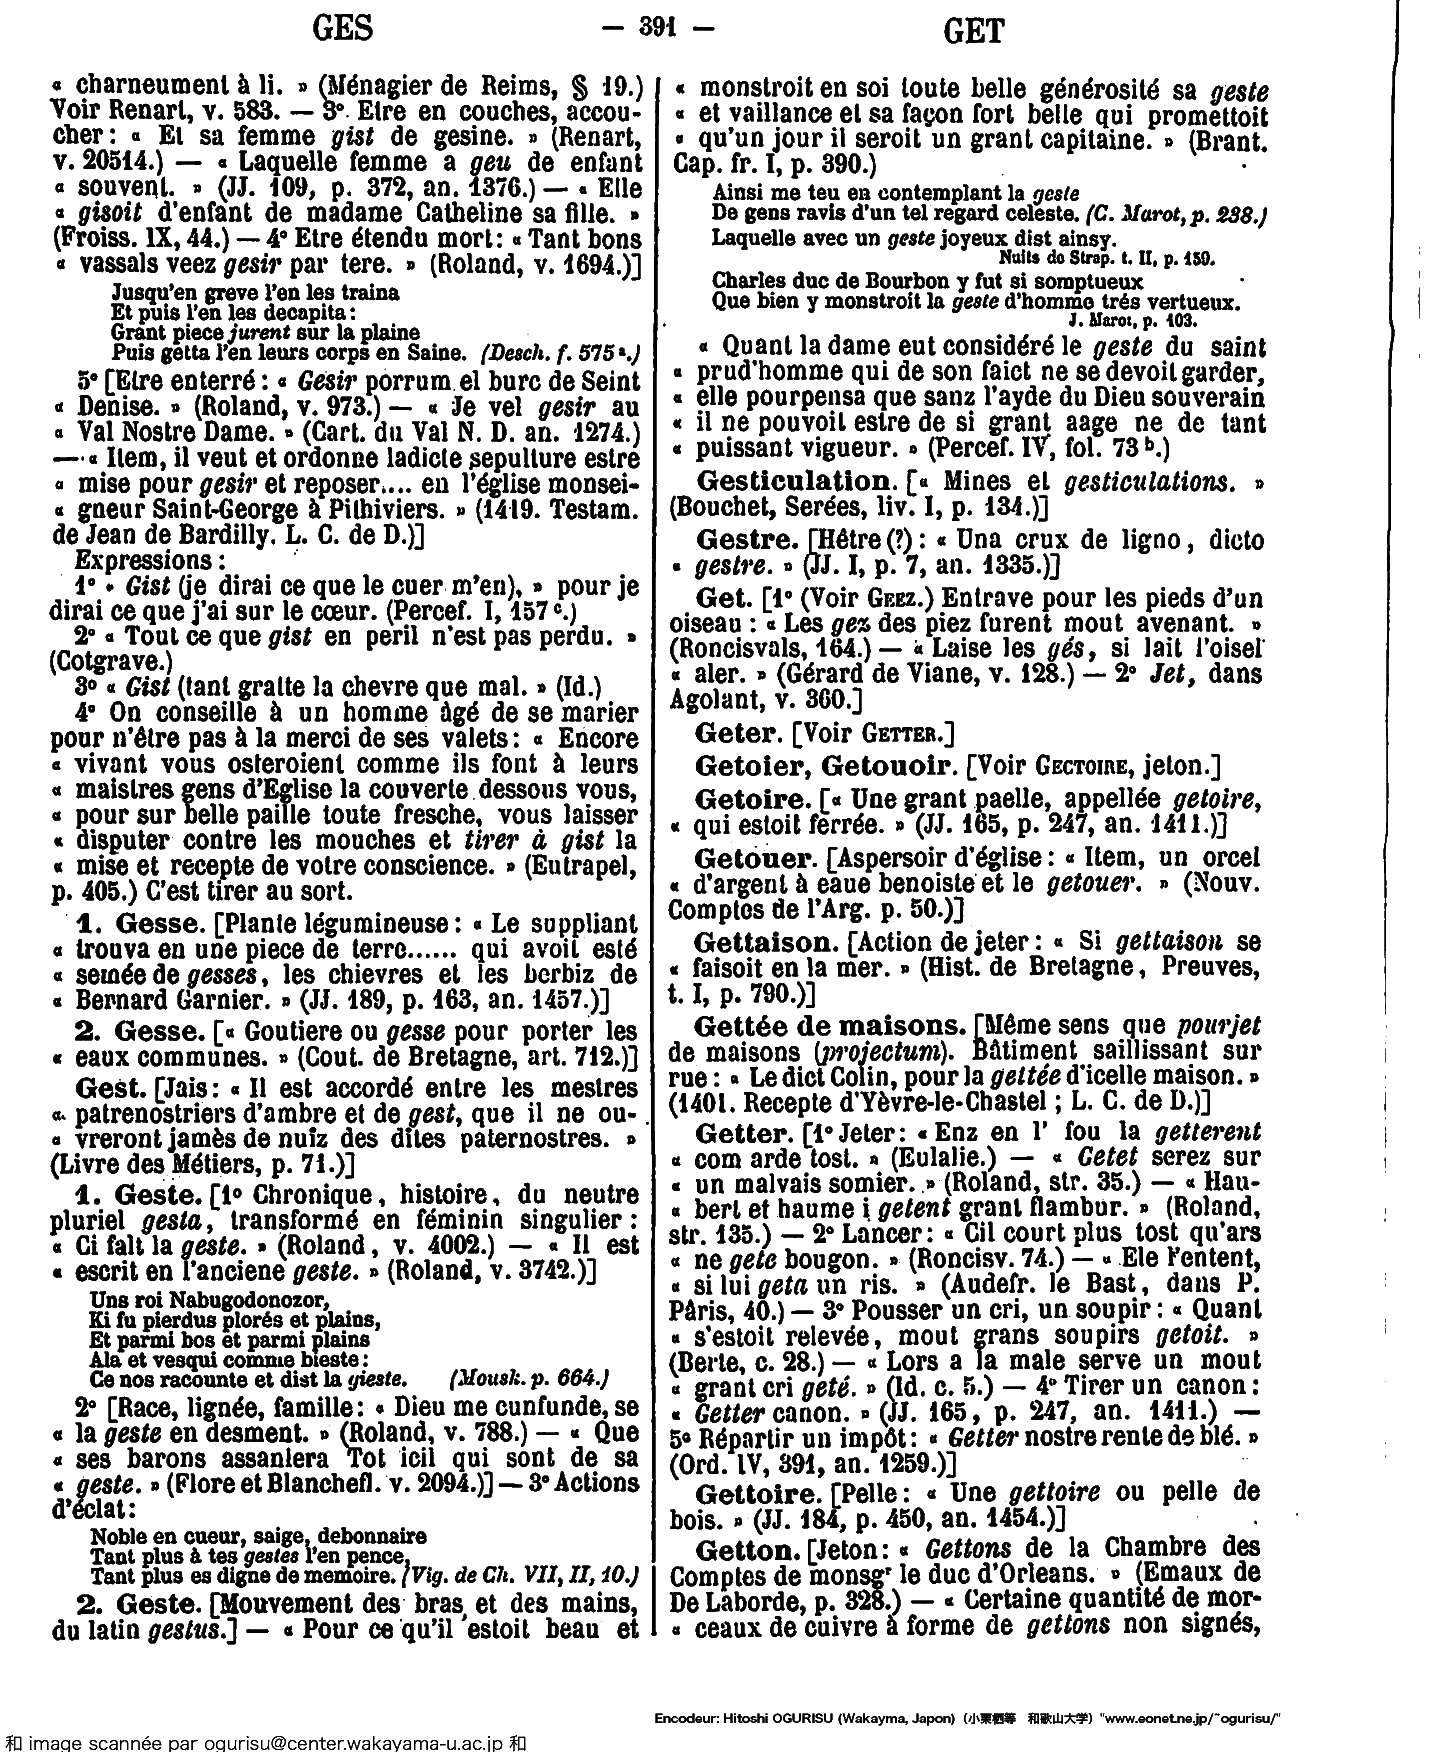 GES
— 391 —
GET
« charneument à li. » (Ménagier de Reims, § 19.)
Voir Renart, v. 583. — 3° Etre en couches, accou-
cher : « Et sa femme gist de gesine. » (Renart,
v. 20514.) — « Laquelle femme a geu de enfant
« souvent. » (JJ. 109, p. 372, an. 1376.) — « Elle
« gisoit d'enfant de madame Catheline sa fille. »
(Froiss. IX, 44.) — 4° Etre étendu mort : « Tant bons
« vassals veez gesir par tere. » (Roland, v. 1694.)]
Jusqu'en greve l'en les traina
Et puis l'en les decapita :
Grant piece jurent sur la plaine
Puis getta l'en leurs corps en Saine. (Desch. f. 575 a.)
5° [Etre enterré : « Gesir porrum el burc de Seint
« Denise. » (Roland, v. 973.) — « Je vel gesir au
« Val Nostre Dame. » (Cart. du Val N. D. an. 1274.)
— « Item, il veut et ordonne ladicte sepulture estre
« mise pour gesir et reposer.... en l'église monsei-
« gneur Saint-George à Pithiviers. » (1419. Testam.
de Jean de Bardilly. L. C. de D.)]
Expressions :
1° « Gist (je dirai ce que le cuer m'en), » pour je
dirai ce que j'ai sur le cœur. (Percef. I, 157 c.)
2° « Tout ce que gist en peril n'est pas perdu. »
(Cotgrave.)
3° « Gist (tant gratte la chevre que mal. » (Id.)
4° On conseille à un homme âgé de se marier
pour n'être pas à la merci de ses valets : « Encore
« vivant vous osteroient comme ils font à leurs
« maistres gens d'Eglise la couverte dessous vous,
« pour sur belle paille toute fresche, vous laisser
« disputer contre les mouches et tirer à gist la
« mise et recepte de votre conscience. » (Eutrapel,
p. 405.) C'est tirer au sort.
1. Gesse. [Plante légumineuse : « Le suppliant
« trouva en une piece de terre...... qui avoit esté
« semée de gesses, les chievres et les berbiz de
« Bernard Garnier. » (JJ. 189, p. 163, an. 1457.)]
2. Gesse. [« Goutiere ou gesse pour porter les
« eaux communes. » (Cout. de Bretagne, art. 712.)]
Gest. [Jais : « Il est accordé entre les mestres
« patrenostriers d'ambre et de gest, que il ne ou-
« vreront jamès de nuiz des dites paternostres. »
(Livre des Métiers, p. 71.)]
1. Geste. [1° Chronique, histoire, du neutre
pluriel gesta, transformé en féminin singulier :
« Ci falt la geste. » (Roland, v. 4002.) — « Il est
« escrit en l'anciene geste. » (Roland, v. 3742.)]
Uns roi Nabugodonozor,
Ki fu pierdus plorés et plains,
Et parmi bos et parmi plains
Ala et vesqui comme bieste :
Ce nos racounte et dist la gieste. (Mousk. p. 664.)
2° [Race, lignée, famille : « Dieu me cunfunde, se
« la geste en desment. » (Roland, v. 788.) — « Que
« ses barons assanlera Tot icil qui sont de sa
« geste. » (Flore et Blanchefl. v. 2094.)] — 3° Actions
d'éclat :
Noble en cueur, saige, debonnaire
Tant plus à tes gestes l'en pence,
Tant plus es digne de memoire. (Vig. de Ch. VII, II, 10.)
2. Geste. [Mouvement des bras et des mains,
du latin gestus.] — « Pour ce qu'il estoit beau et
« monstroit en soi toute belle générosité sa geste
« et vaillance et sa façon fort belle qui promettoit
« qu'un jour il seroit un grant capitaine. » (Brant.
Cap. fr. I, p. 390.)
Ainsi me teu en contemplant la geste
De gens ravis d'un tel regard celeste. (C. Marot, p. 238.)
Laquelle avec un geste joyeux dist ainsy.
Nuits de Strap. t. II, p. 159.
Charles duc de Bourbon y fut si somptueux
Que bien y monstroit la geste d'homme trés vertueux.
J. Marot, p. 103.
« Quant la dame eut considéré le geste du saint
« prud'homme qui de son faict ne se devoit garder,
« elle pourpensa que sanz l'ayde du Dieu souverain
« il ne pouvoit estre de si grant aage ne de tant
« puissant vigueur. » (Percef. IV, fol. 73 b.)
Gesticulation. [« Mines et gesticulations. »
(Bouchet, Serées, liv. I, p. 134.)]
Gestre. [Hêtre (?) : « Una crux de ligno, dicto
« gestre. » (JJ. I, p. 7, an. 1335.)]
Get. [1° (Voir GEEZ.) Entrave pour les pieds d'un
oiseau : « Les gez des piez furent mout avenant. »
(Roncisvals, 164.) — « Laise les gés, si lait l'oisel
« aler. » (Gérard de Viane, v. 128.) — 2° Jet, dans
Agolant, v. 360.]
Geter. [Voir GETTER.]
Getoier, Getouoir. [Voir GECTOIRE, jeton.]
Getoire. [« Une grant paelle, appellée getoire,
« qui estoit ferrée. » (JJ. 165, p. 247, an. 1411.)]
Getouer. [Aspersoir d'église : « Item, un orcel
« d'argent à eaue benoiste et le getouer. » (Nouv.
Comptes de l'Arg. p. 50.)]
Gettaison. [Action de jeter : « Si gettaison se
« faisoit en la mer. » (Hist. de Bretagne, Preuves,
t. I, p. 790.)]
Gettée de maisons. [Même sens que pourjet
de maisons (projectum). Bâtiment saillissant sur
rue : « Le dict Colin, pour la gettée d'icelle maison. »
(1401. Recepte d'Yèvre-le-Chastel ; L. C. de D.)]
Getter. [1° Jeter : « Enz en l' fou la getterent
« com arde tost. » (Eulalie.) — « Getet serez sur
« un malvais somier. » (Roland, str. 35.) — « Hau-
« bert et haume i getent grant flambur. » (Roland,
str. 135.) — 2° Lancer : « Cil court plus tost qu'ars
« ne gete bougon. » (Roncisv. 74.) — « Ele l'entent,
« si lui geta un ris. » (Audefr. le Bast, dans P.
Pâris, 40.) — 3° Pousser un cri, un soupir : « Quant
« s'estoit relevée, mout grans soupirs getoit. »
(Berte, c. 28.) — « Lors a la male serve un mout
« grant cri geté. » (Id. c. 5.) — 4° Tirer un canon :
« Getter canon. » (JJ. 165, p. 247, an. 1411.) —
5° Répartir un impôt : « Getter nostre rente de blé. »
(Ord. IV, 391, an. 1259.)]
Gettoire. [Pelle : « Une gettoire ou pelle de
bois. » (JJ. 184, p. 450, an. 1454.)]
Getton. [Jeton : « Gettons de la Chambre des
Comptes de monsgr le duc d'Orleans. » (Emaux de
De Laborde, p. 328.) — « Certaine quantité de mor-
« ceaux de cuivre à forme de gettons non signés,
Encodeur: Hitoshi OGURISU (Wakayma, Japon) (小栗栖等 和歌山大学) "www.eonet.ne.jp/~ogurisu/"
和 image scannée par ogurisu@center.wakayama-u.ac.jp 和